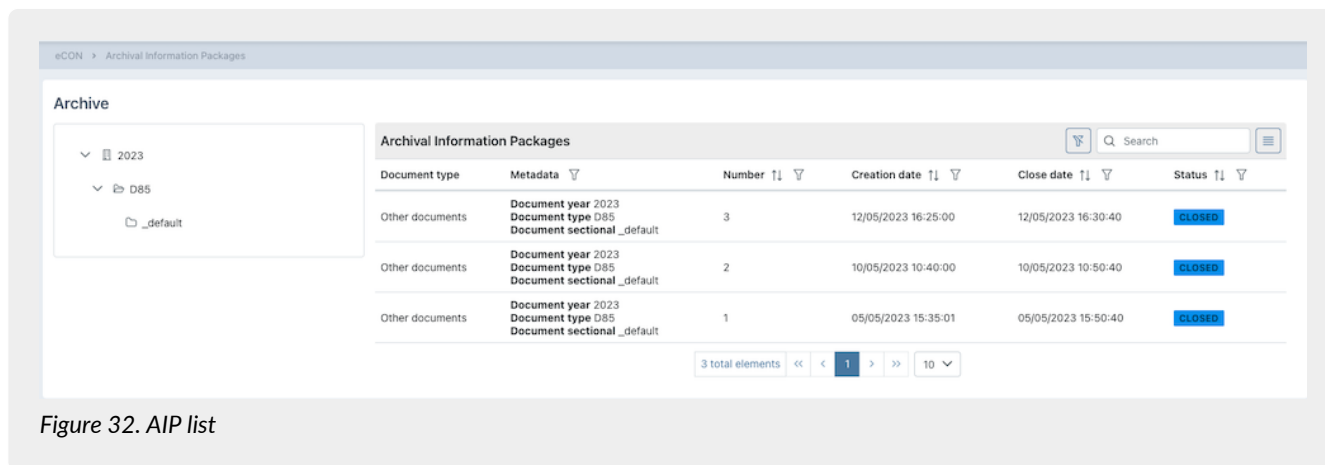 eCON > Archival Information Packages
Archive
2023
D85
_default
Archival Information Packages
Search
Document type Metadata Number Creation date Close date Status
Other documents
Document year 2023
Document type D85
Document sectional _default
3 12/05/2023 16:25:00 12/05/2023 16:30:40 CLOSED
Other documents
Document year 2023
Document type D85
Document sectional _default
2 10/05/2023 10:40:00 10/05/2023 10:50:40 CLOSED
Other documents
Document year 2023
Document type D85
Document sectional _default
1 05/05/2023 15:35:01 05/05/2023 15:50:40 CLOSED
3 total elements << < 1 > >> 10
Figure 32. AIP list